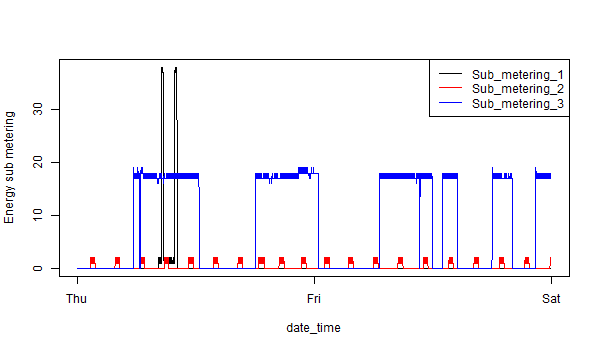 Sub_metering_1
Sub_metering_2
Sub_metering_3
Energy sub metering
30
20
10
0
Thu Fri Sat
date_time